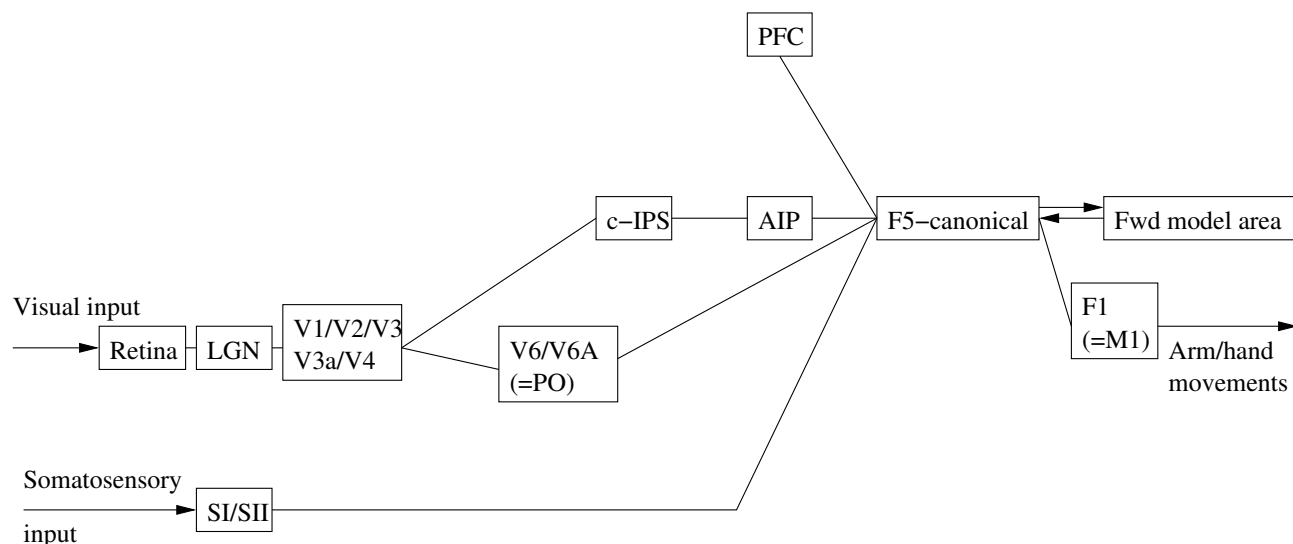 PFC
c−IPS
AIP
F5−canonical
Fwd model area
Visual input
Retina
LGN
V1/V2/V3
V3a/V4
V6/V6A
(=PO)
F1
(=M1)
Arm/hand
movements
Somatosensory
input
SI/SII